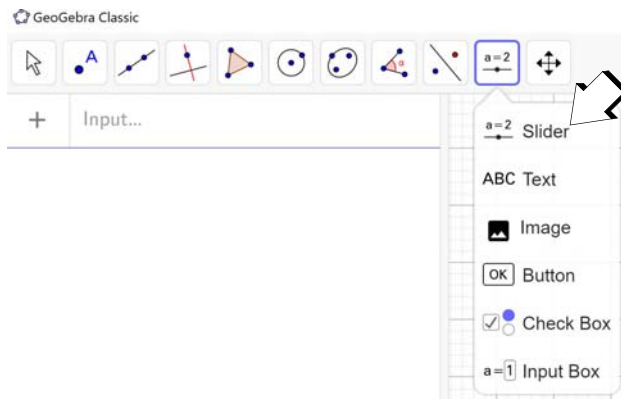 GeoGebra Classic
A
α
a=2
+ Input...
a=2 Slider
ABC Text
Image
OK Button
Check Box
a=1 Input Box